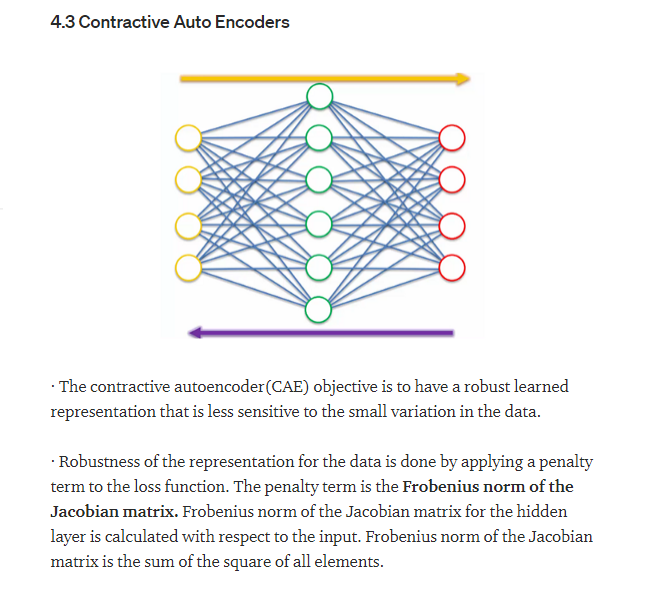 4.3 Contractive Auto Encoders
· The contractive autoencoder(CAE) objective is to have a robust learned
representation that is less sensitive to the small variation in the data.
· Robustness of the representation for the data is done by applying a penalty
term to the loss function. The penalty term is the Frobenius norm of the
Jacobian matrix. Frobenius norm of the Jacobian matrix for the hidden
layer is calculated with respect to the input. Frobenius norm of the Jacobian
matrix is the sum of the square of all elements.